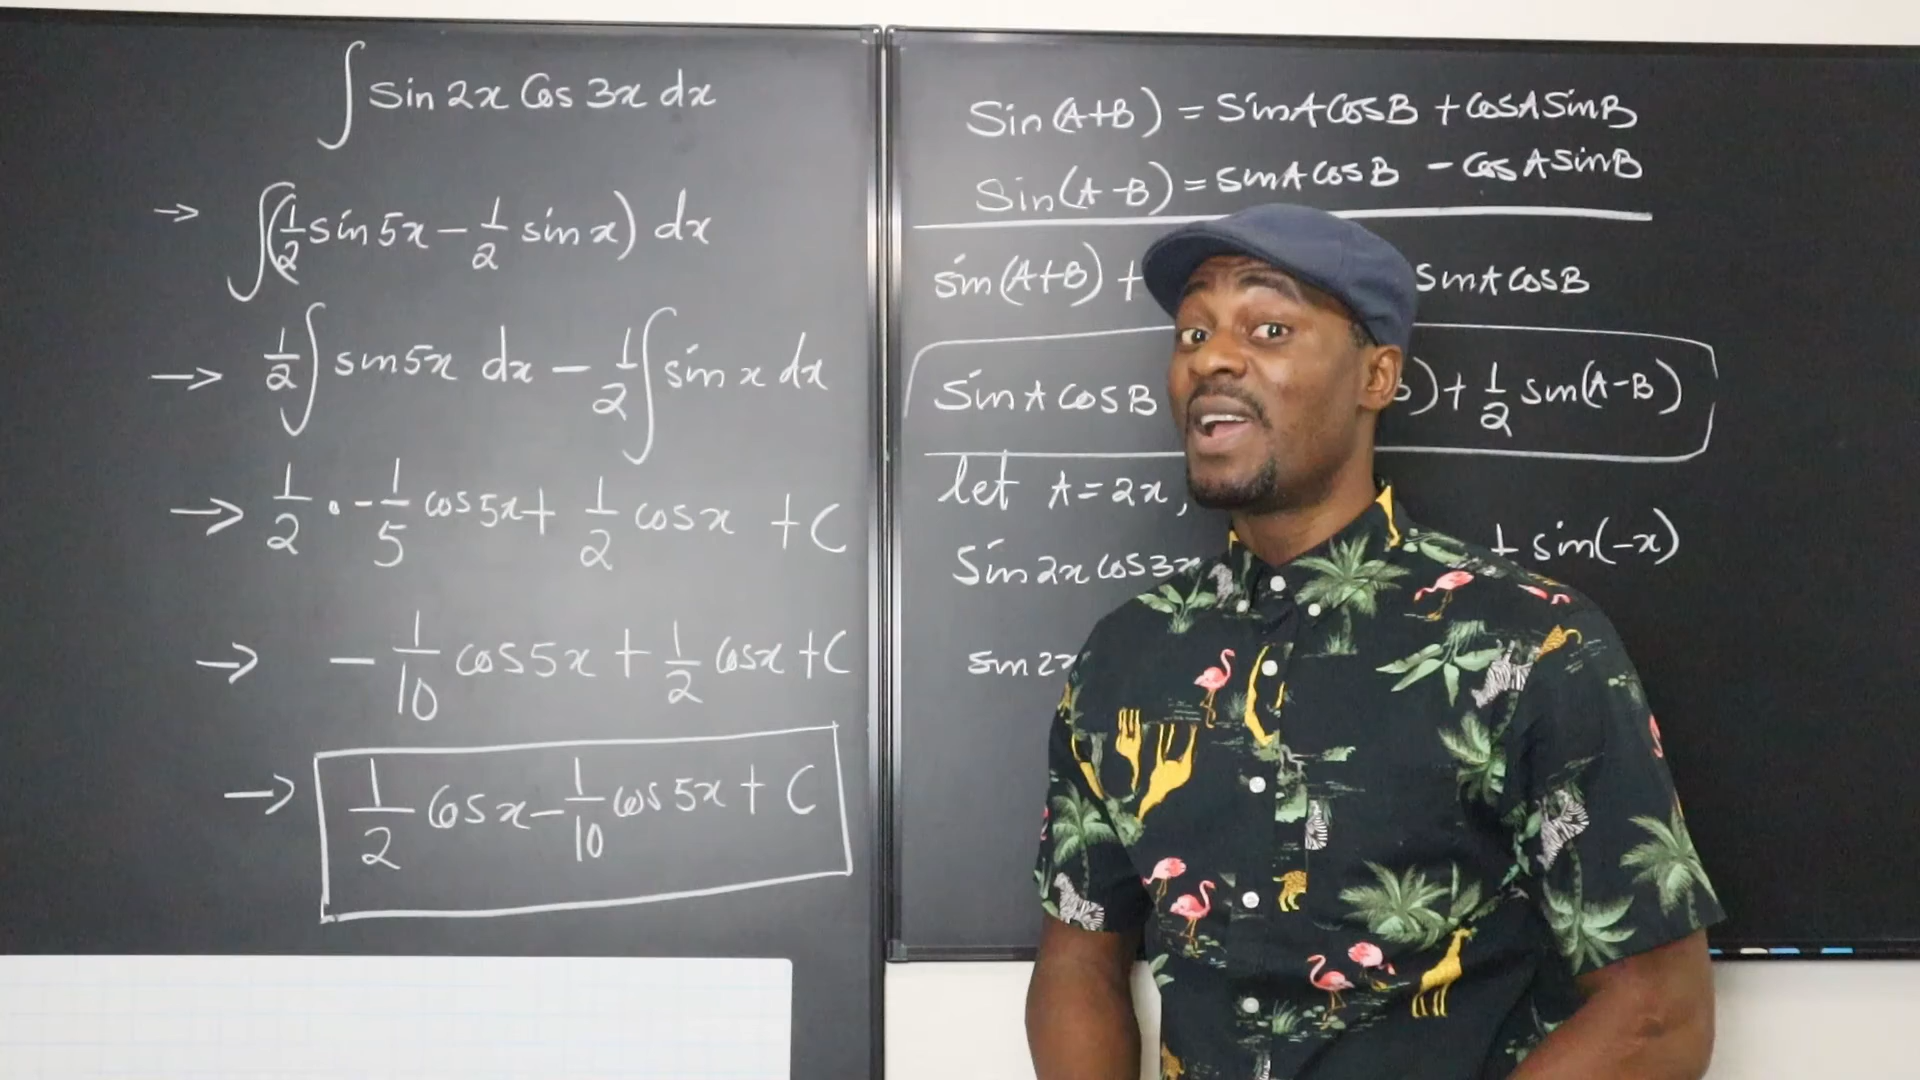 ∫ sin 2x cos 3x dx
→ ∫(1/2 sin 5x - 1/2 sin x) dx
→ 1/2 ∫ sin 5x dx - 1/2 ∫ sin x dx
→ 1/2 · -1/5 cos 5x + 1/2 cos x + C
→ - 1/10 cos 5x + 1/2 cos x + C
→ 1/2 cos x - 1/10 cos 5x + C
Sin(A+B) = SinA CosB + CosA SinB
Sin(A-B) = sinA cosB - CosA sinB
sin(A+B) + sinA cosB
SinA CosB B) + 1/2 sin(A-B)
let A = 2x,
Sin 2x cos 3x + sin(-x)
sin 2x